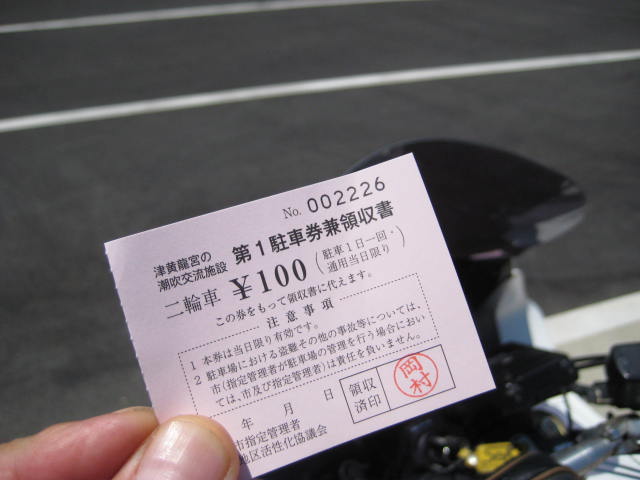 No. 002226
津黄龍宮の
潮吹交流施設
第1駐車券兼領収書
二輪車 ¥100 (駐車1日一回・
通用当日限り)
この券をもって領収書に代えます。
注意事項
1 本券は当日限り有効です。
2 駐車場における盗難その他の事故等については、
市(指定管理者が駐車場の管理を行う場合におい
ては、市及び指定管理者)は責任を負いません。
年 月 日
領収
済印
岡村
市指定管理者
地区活性化協議会